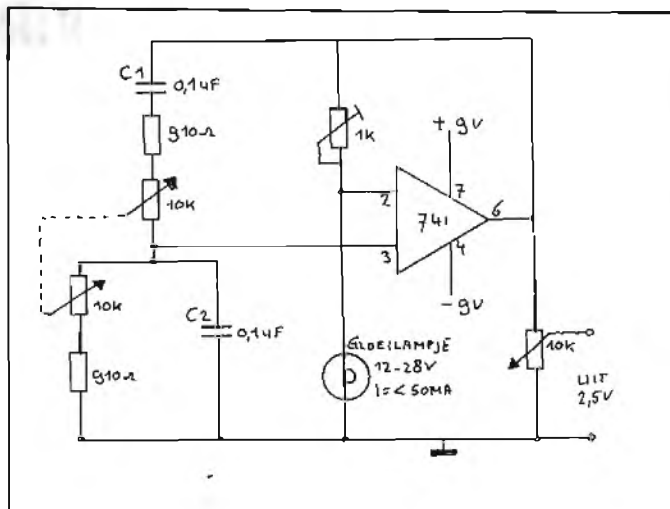 C1
0,1uF
910Ω
10K
1K
+9V
2
7
741
6
3
4
-9V
10K
910Ω
C2
0,1uF
GLOEILAMPJE
12-28V
I=<50MA
10K
UIT
2,5V